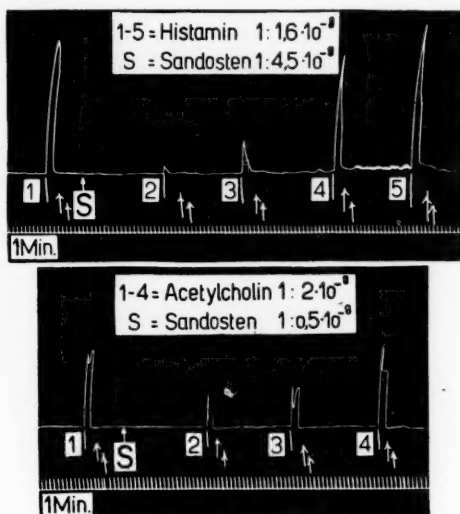 1-5 = Histamin 1:1,6·10⁻⁸
S = Sandosten 1:4,5·10⁻⁸
1 S 2 3 4 5
1Min.
1-4 = Acetylcholin 1:2·10⁻⁸
S = Sandosten 1:0,5·10⁻⁸
1 S 2 3 4
1Min.